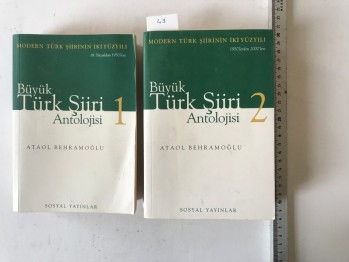 MODERN TÜRK ŞİİRİNİN İKİ YÜZYILI
Büyük
Türk Şiiri
Antolojisi 1
ATAOL BEHRAMOĞLU
SOSYAL YAYINLAR
MODERN TÜRK ŞİİRİNİN İKİ YÜZYILI
Büyük
Türk Şiiri
Antolojisi 2
ATAOL BEHRAMOĞLU
SOSYAL YAYINLAR